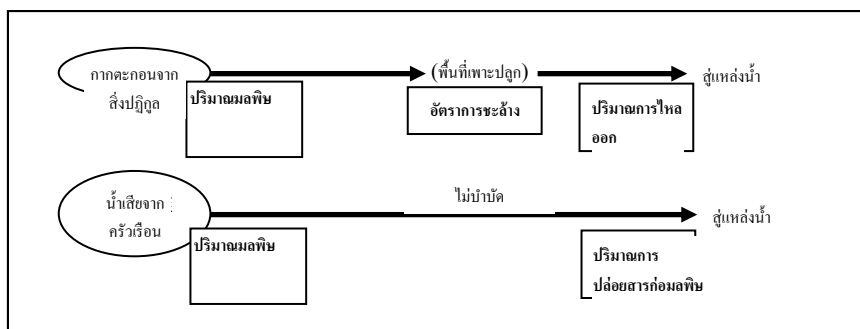 กากตะกอนจาก
สิ่งปฏิกูล
ปริมาณมลพิษ
(พื้นที่เพาะปลูก)
อัตราการชะล้าง
ปริมาณการไหล
ออก
สู่แหล่งน้ำ
น้ำเสียจาก
ครัวเรือน
ปริมาณมลพิษ
ไม่บำบัด
ปริมาณการ
ปล่อยสารก่อมลพิษ
สู่แหล่งน้ำ